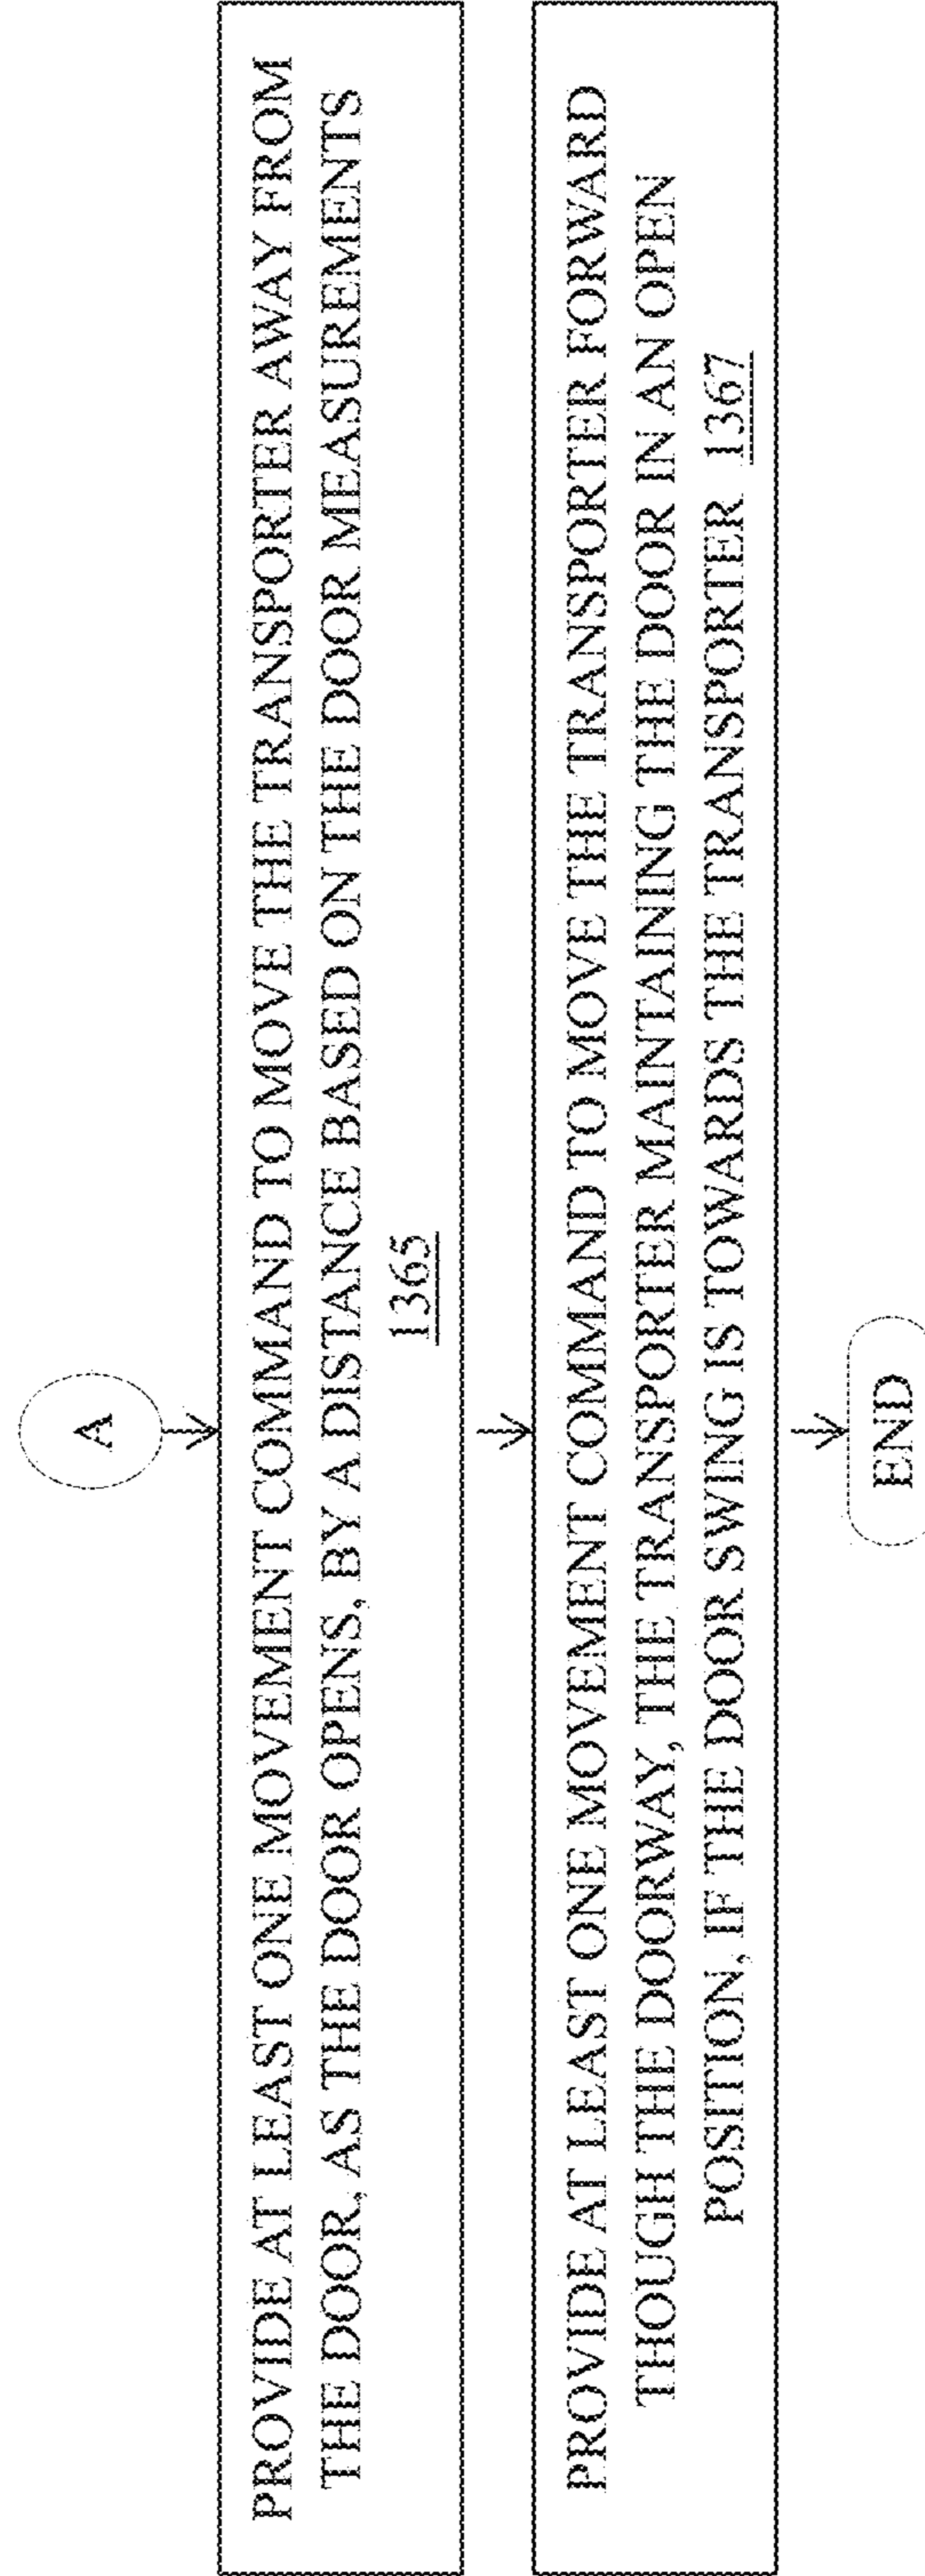 A
PROVIDE AT LEAST ONE MOVEMENT COMMAND TO MOVE THE TRANSPORTER AWAY FROM
THE DOOR, AS THE DOOR OPENS, BY A DISTANCE BASED ON THE DOOR MEASUREMENTS
1365
PROVIDE AT LEAST ONE MOVEMENT COMMAND TO MOVE THE TRANSPORTER FORWARD
THOUGH THE DOORWAY, THE TRANSPORTER MAINTAINING THE DOOR IN AN OPEN
POSITION, IF THE DOOR SWING IS TOWARDS THE TRANSPORTER 1367
END